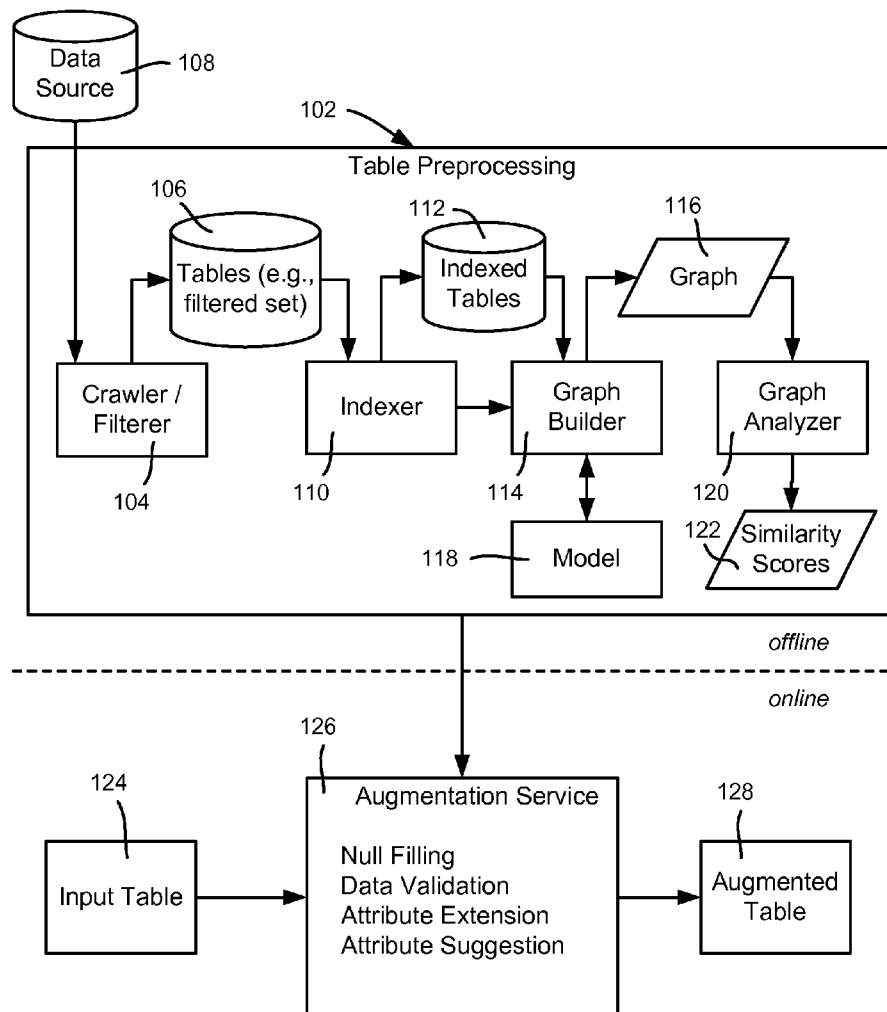 Data
Source
108
102
Table Preprocessing
106
112
116
Tables (e.g.,
filtered set)
Indexed
Tables
Graph
Crawler /
Filterer
Indexer
Graph
Builder
Graph
Analyzer
104
110
114
120
118
Model
122
Similarity
Scores
offline
online
126
124
128
Augmentation Service
Input Table
Null Filling
Data Validation
Attribute Extension
Attribute Suggestion
Augmented
Table